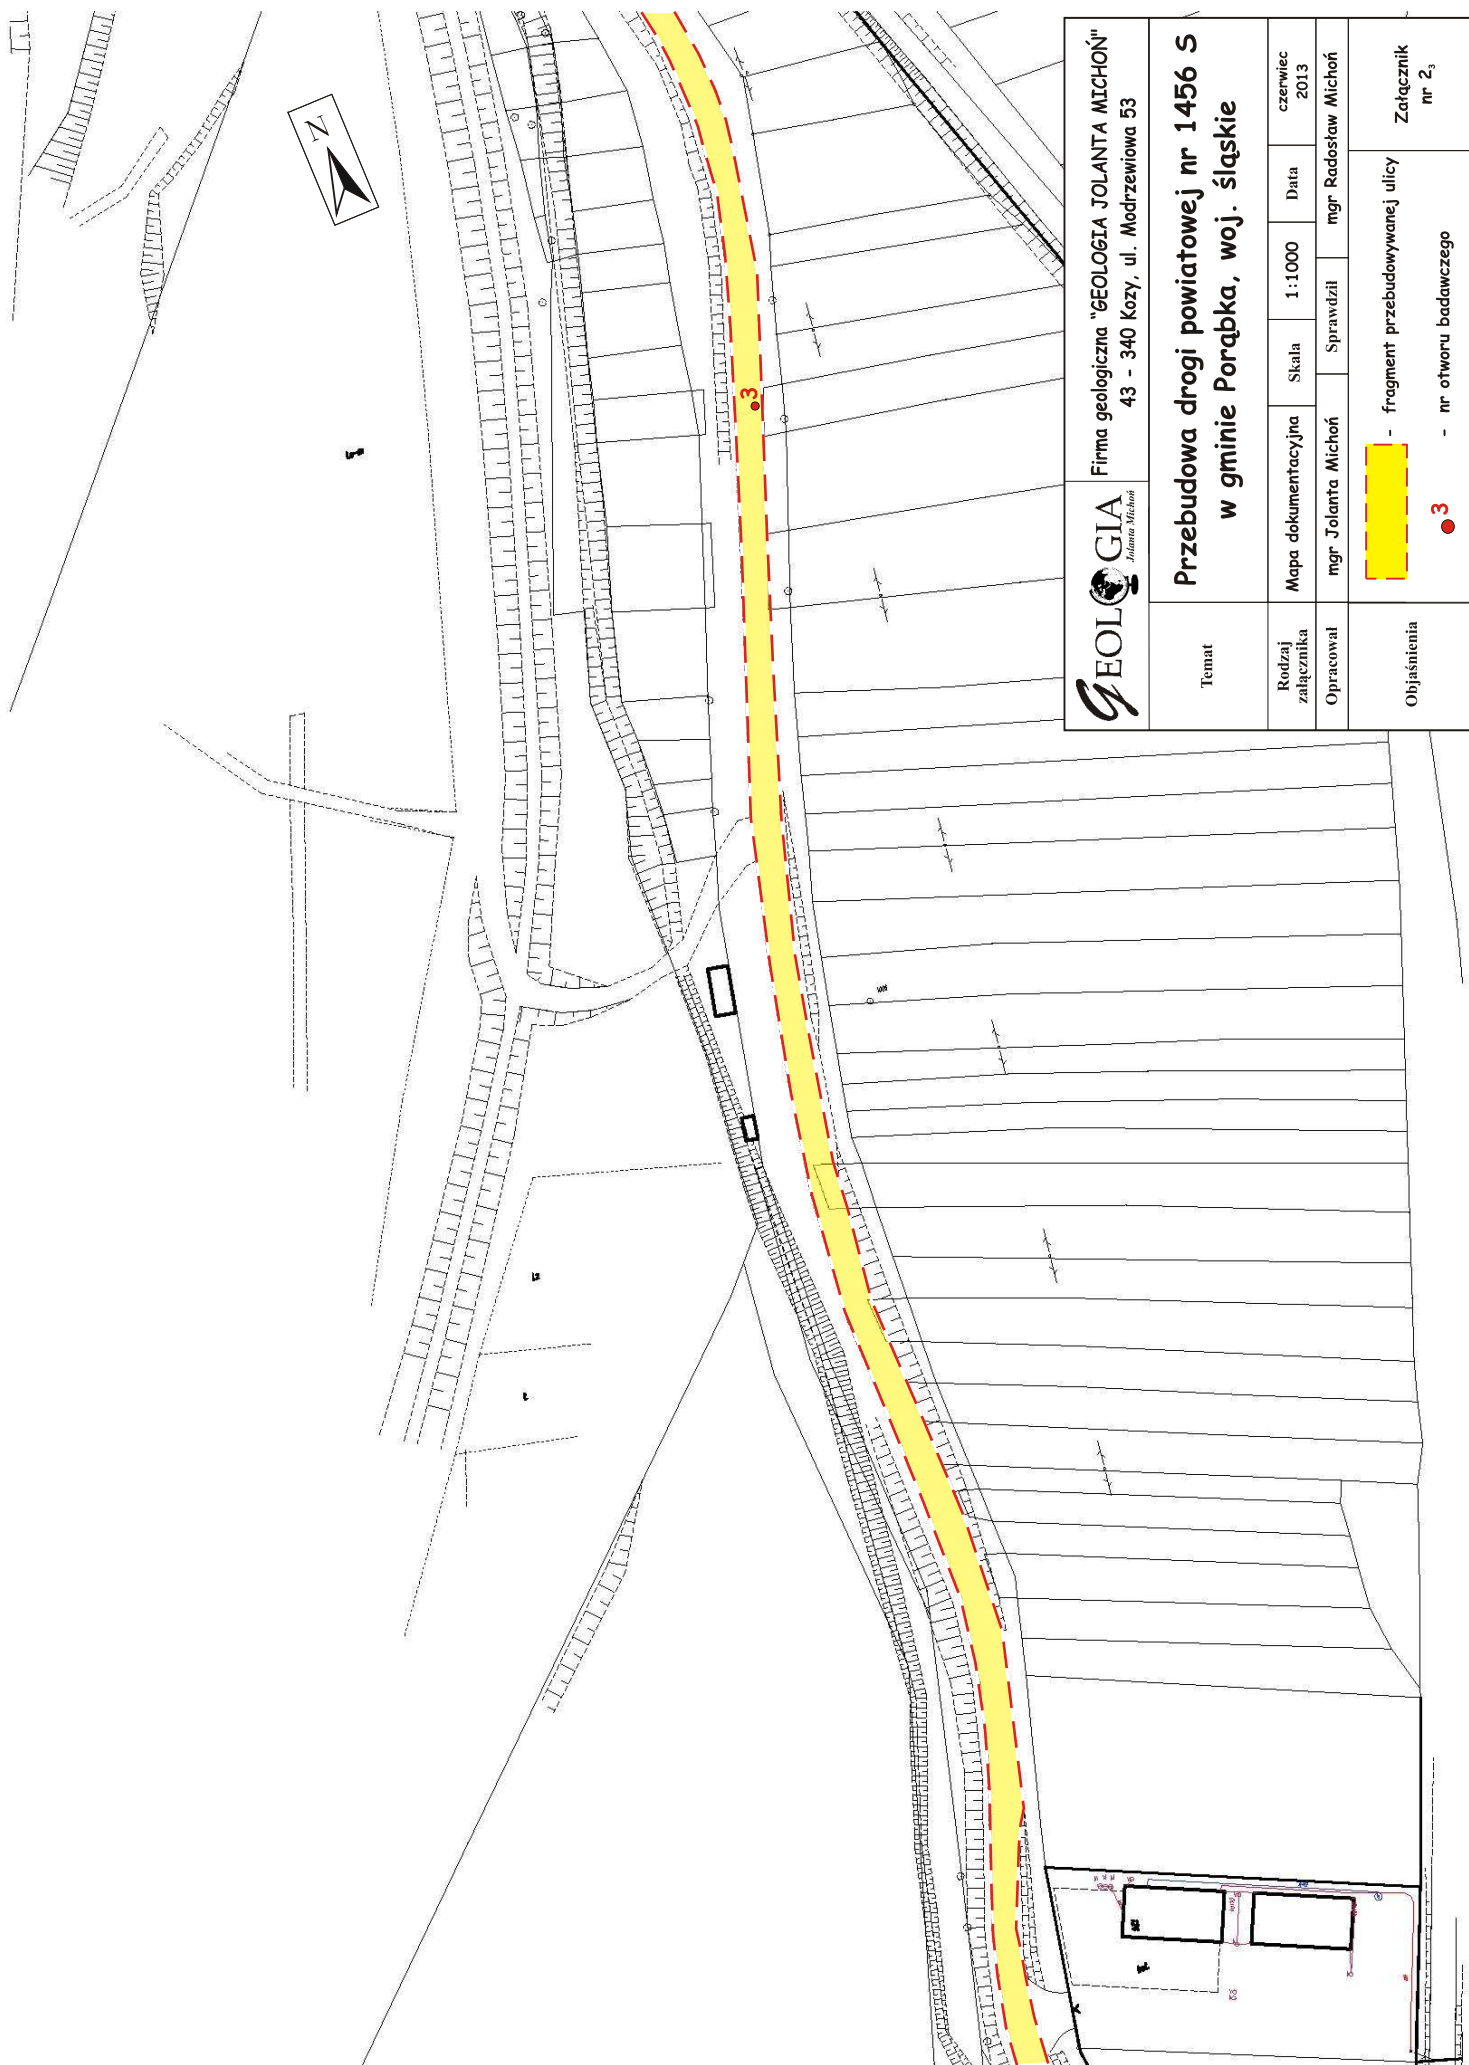 GEOLOGIA
Jolanta Michoń
Firma geologiczna "GEOLOGIA JOLANTA MICHOŃ"
43 - 340 Kozy, ul. Modrzewiowa 53
Temat
Przebudowa drogi powiatowej nr 1456 S
w gminie Porąbka, woj. śląskie
Rodzaj
załącznika
Mapa dokumentacyjna
Skala
1:1000
Data
czerwiec
2013
Opracował
mgr Jolanta Michoń
Sprawdził
mgr Radosław Michoń
Objaśnienia
- fragment przebudowywanej ulicy
3 - nr otworu badawczego
Załącznik
nr 2₃
N
3